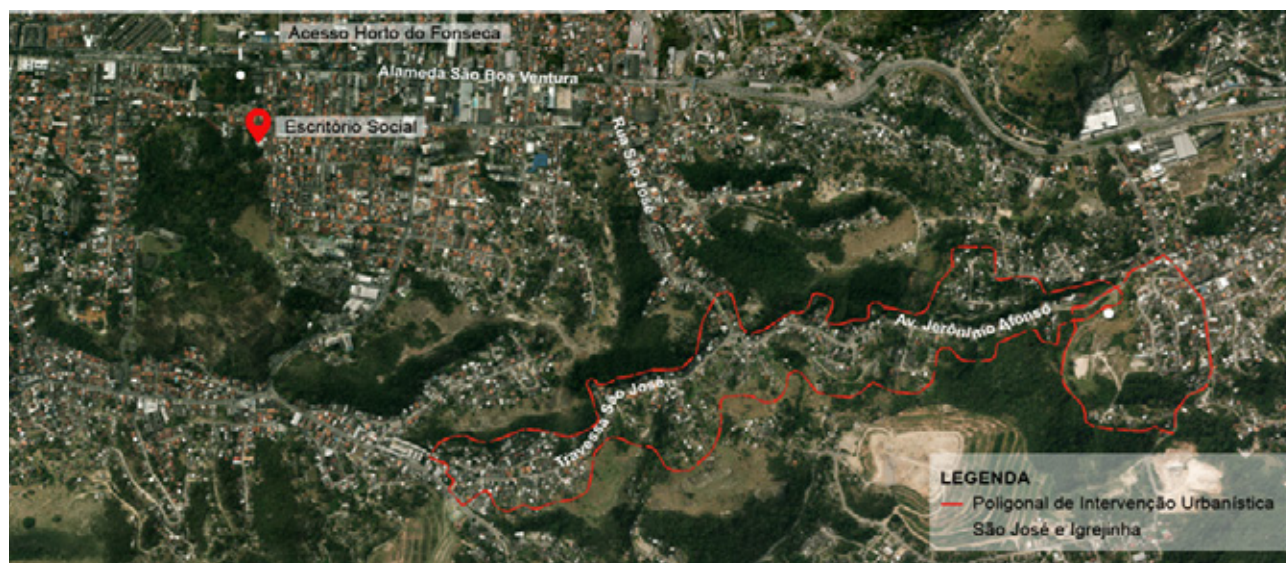 Acesso Horto do Fonseca
Alameda São Boa Ventura
Escritório Social
Rua São José
Av. Jerônimo Afonso
Travessa São José
LEGENDA
Poligonal de Intervenção Urbanística
São José e Igrejinha